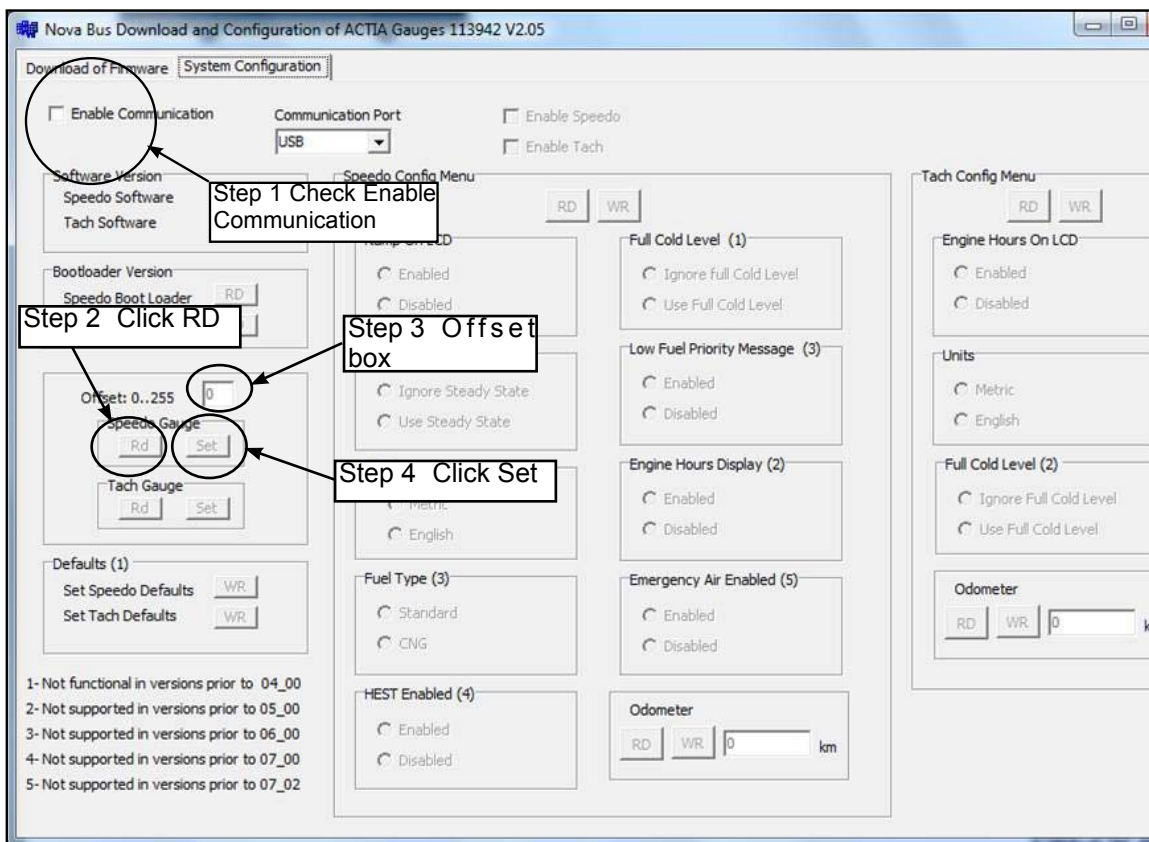 Nova Bus Download and Configuration of ACTIA Gauges 113942 V2.05
Download of Firmware
System Configuration
Enable Communication
Communication Port
USB
Enable Speedo
Enable Tach
Software Version
Speedo Software
Tach Software
Step 1 Check Enable
Communication
Bootloader Version
Speedo Boot Loader
RD
Step 2 Click RD
Step 3 Offset
box
Offset: 0..255
0
Speedo Gauge
Rd
Set
Step 4 Click Set
Tach Gauge
Rd
Set
Defaults (1)
Set Speedo Defaults
WR
Set Tach Defaults
WR
1- Not functional in versions prior to 04_00
2- Not supported in versions prior to 05_00
3- Not supported in versions prior to 06_00
4- Not supported in versions prior to 07_00
5- Not supported in versions prior to 07_02
Speedo Config Menu
RD
WR
On LCD
Enabled
Disabled
Ignore Steady State
Use Steady State
Metric
English
Fuel Type (3)
Standard
CNG
HEST Enabled (4)
Enabled
Disabled
Full Cold Level (1)
Ignore full Cold Level
Use Full Cold Level
Low Fuel Priority Message (3)
Enabled
Disabled
Engine Hours Display (2)
Enabled
Disabled
Emergency Air Enabled (5)
Enabled
Disabled
Odometer
RD
WR
0
km
Tach Config Menu
RD
WR
Engine Hours On LCD
Enabled
Disabled
Units
Metric
English
Full Cold Level (2)
Ignore Full Cold Level
Use Full Cold Level
Odometer
RD
WR
0